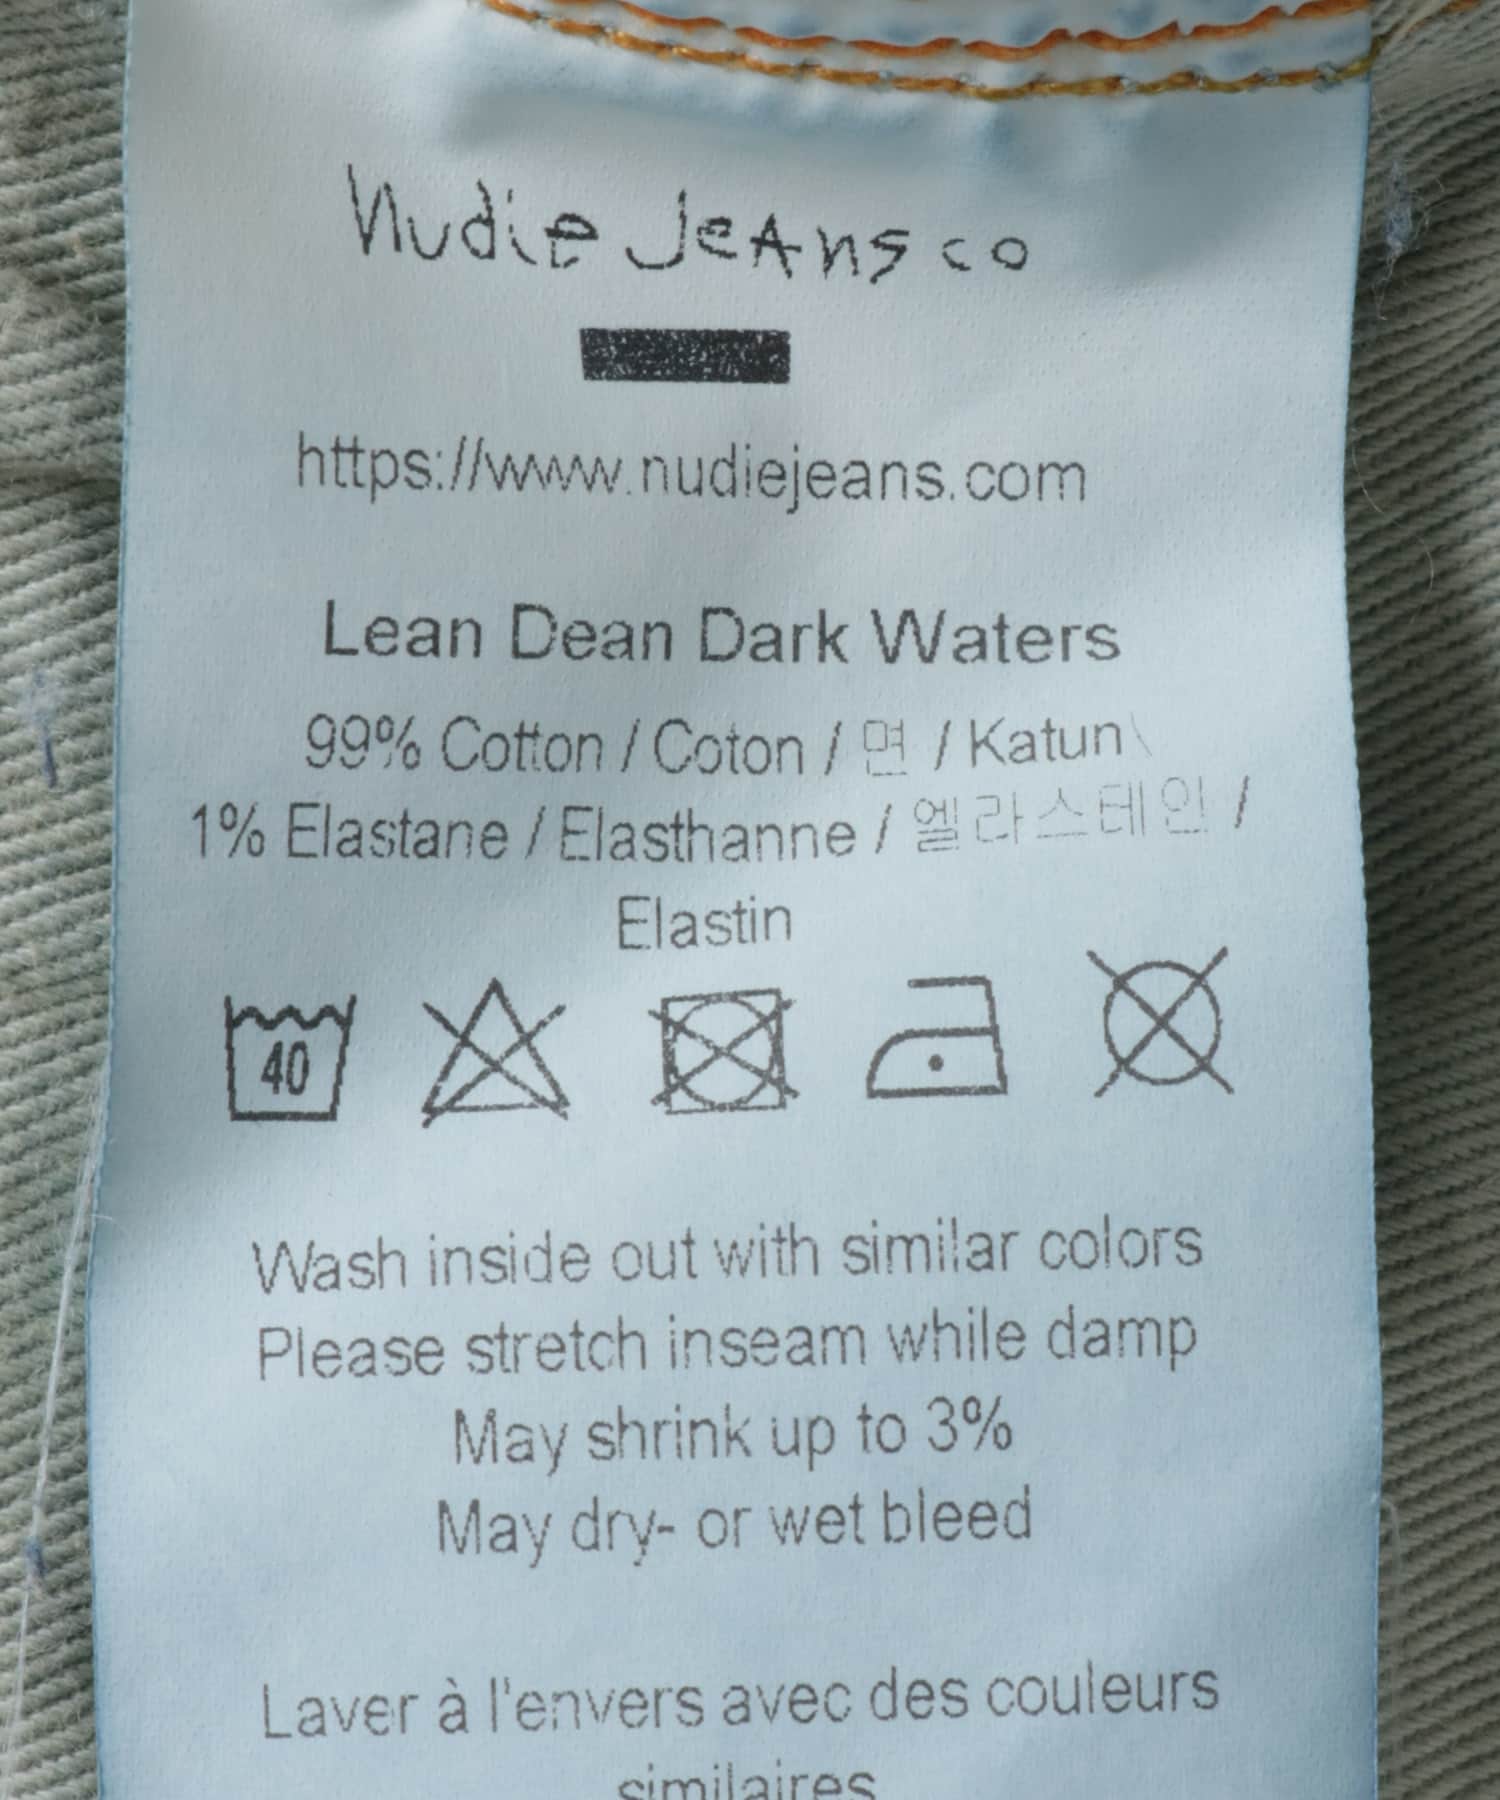 Nudie Jeans co
https://www.nudiejeans.com
Lean Dean Dark Waters
99% Cotton / Coton / 면 / Katun\
1% Elastane / Elasthanne / 엘라스테인 /
Elastin
40
Wash inside out with similar colors
Please stretch inseam while damp
May shrink up to 3%
May dry- or wet bleed
Laver à l'envers avec des couleurs
similaires